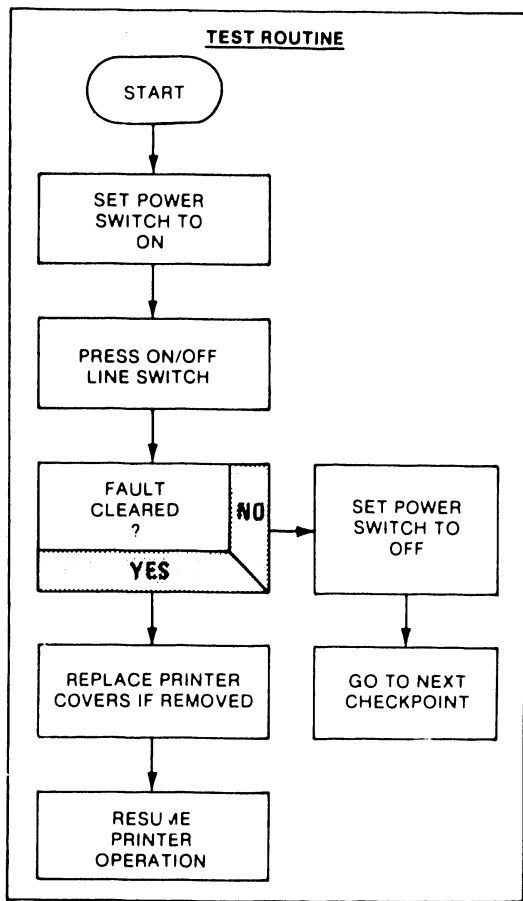 TEST ROUTINE
START
SET POWER
SWITCH TO
ON
PRESS ON/OFF
LINE SWITCH
FAULT
CLEARED
?
NO
YES
SET POWER
SWITCH TO
OFF
REPLACE PRINTER
COVERS IF REMOVED
GO TO NEXT
CHECKPOINT
RESUME
PRINTER
OPERATION